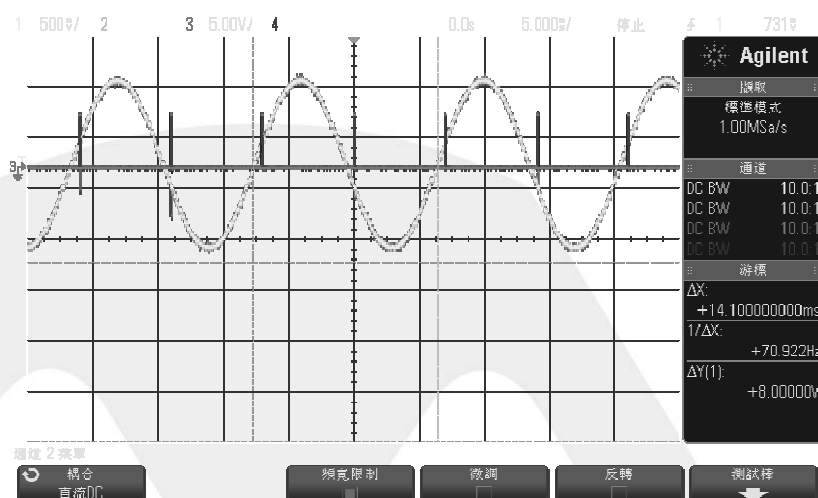 1 500㎷/ 2 3 5.00V/ 4 0.0s 5.000㎳/ 停止 1 731㎷
Agilent
擷取
標準模式
1.00MSa/s
通道
DC BW 10.0:1
DC BW 10.0:1
DC BW 10.0:1
DC BW 10.0:1
游標
ΔX:
+14.100000000ms
1/ΔX:
+70.922Hz
ΔY(1):
+8.00000V
3
通道 2 菜單
耦合 頻寬限制 微調 反轉 測試棒
直流DC